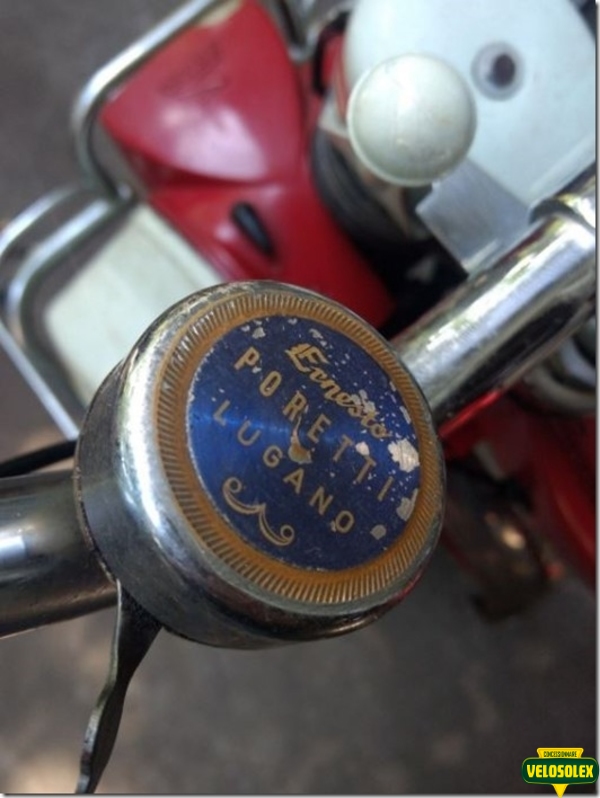 Ernesto
PORETTI
LUGANO
CONCESSIONNAIRE
VELOSOLEX